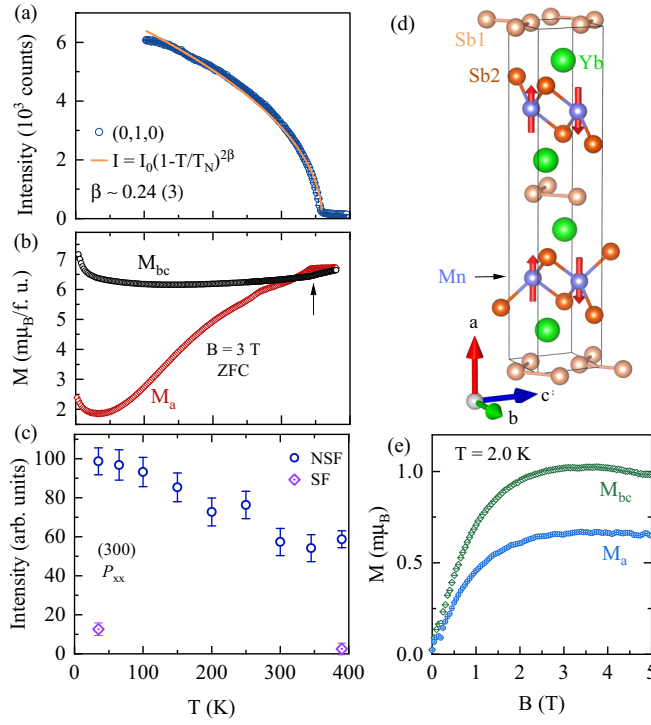 (a)
6
4
2
0
Intensity (10³ counts)
(0,1,0)
I = I₀(1-T/T_N)^2β
β ~ 0.24 (3)
(b)
7
6
5
4
3
2
M (mμ_B/f. u.)
M_bc
B = 3 T
ZFC
M_a
(c)
100
80
60
40
20
0
Intensity (arb. units)
NSF
SF
(300)
P_xx
0
100
200
300
400
T (K)
(d)
Sb1
Yb
Sb2
Mn
a
c
b
(e)
T = 2.0 K
1.0
0.5
0.0
M (mμ_B)
M_bc
M_a
0
1
2
3
4
5
B (T)